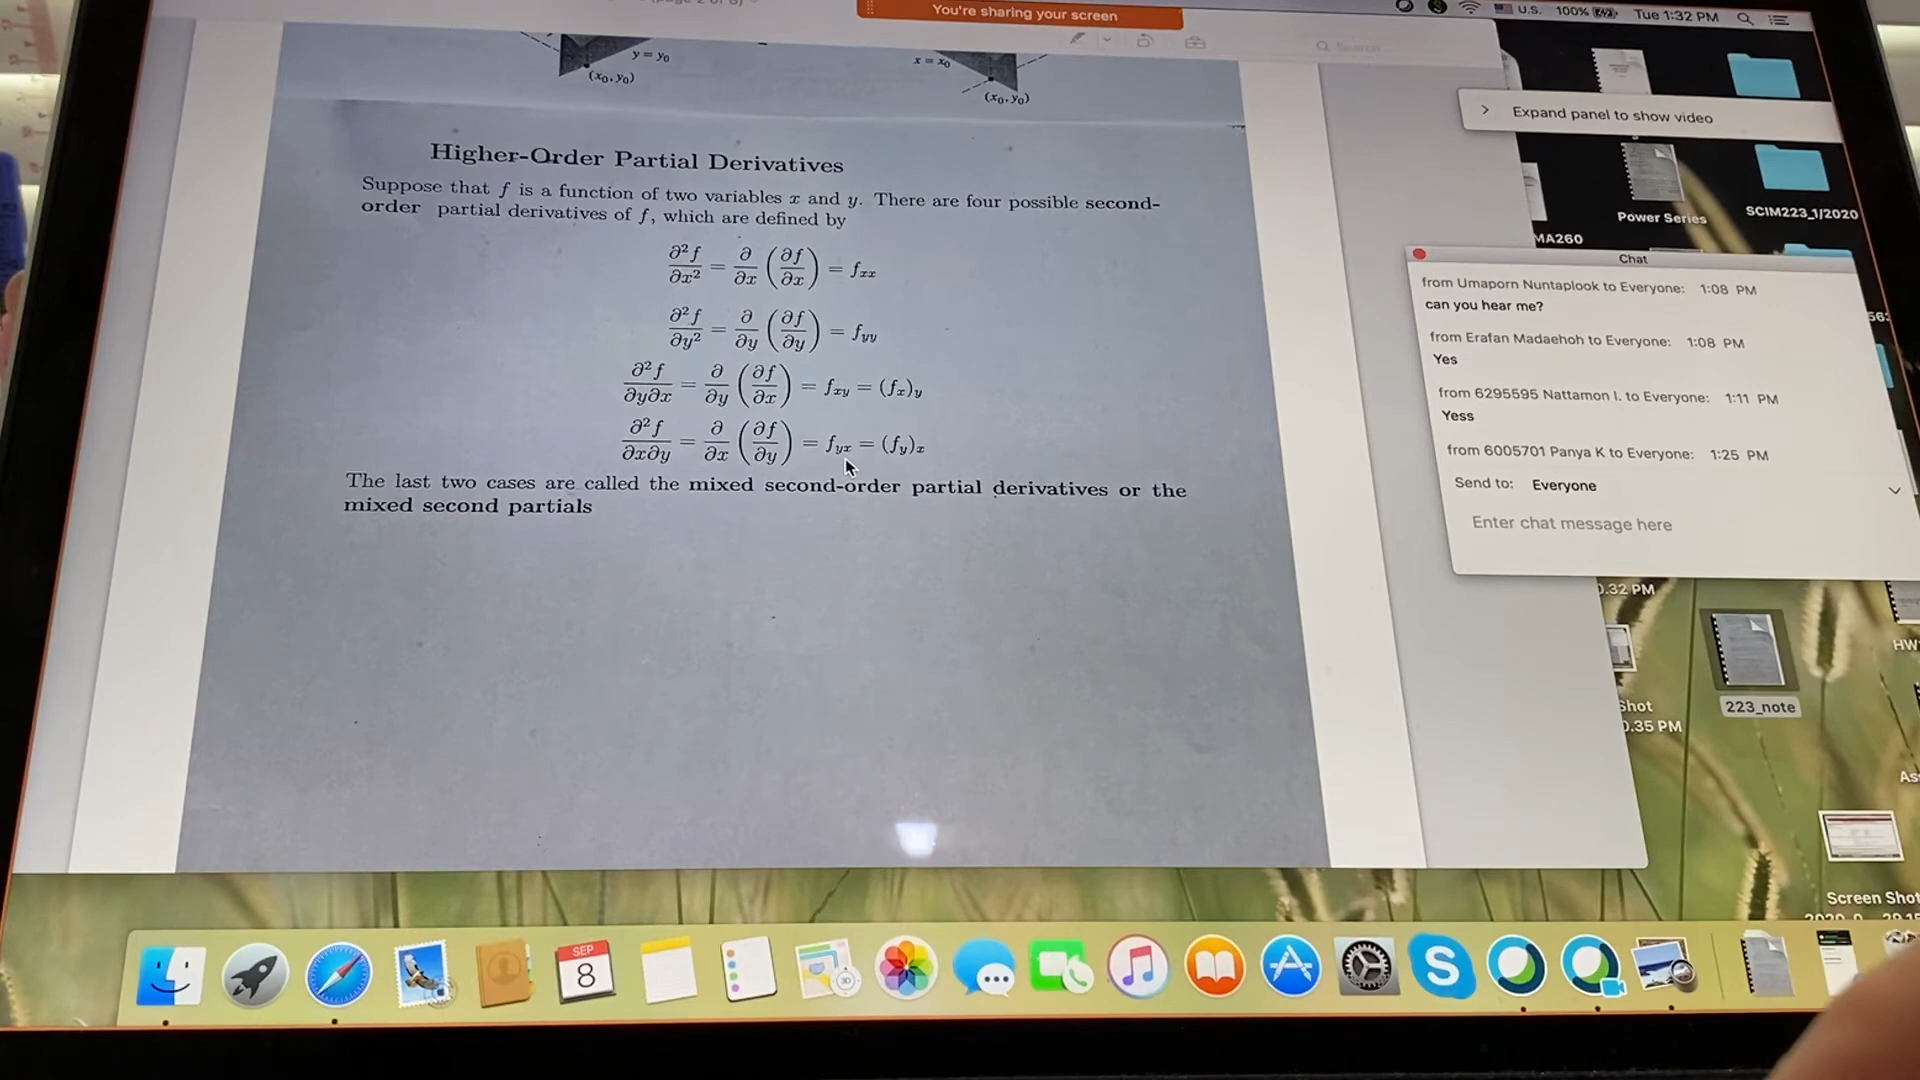 You're sharing your screen
U.S. 100% Tue 1:32 PM
Search
y = y₀
(x₀, y₀)
x = x₀
(x₀, y₀)
Expand panel to show video
Higher-Order Partial Derivatives
Suppose that f is a function of two variables x and y. There are four possible second-
order partial derivatives of f, which are defined by
∂²f/∂x² = ∂/∂x (∂f/∂x) = fₓₓ
∂²f/∂y² = ∂/∂y (∂f/∂y) = f_yy
∂²f/∂y∂x = ∂/∂y (∂f/∂x) = f_xy = (f_x)_y
∂²f/∂x∂y = ∂/∂x (∂f/∂y) = f_yx = (f_y)_x
The last two cases are called the mixed second-order partial derivatives or the
mixed second partials
Power Series
SCIM223_1/2020
MA260
Chat
from Umaporn Nuntaplook to Everyone: 1:08 PM
can you hear me?
from Erafan Madaehoh to Everyone: 1:08 PM
Yes
from 6295595 Nattamon I. to Everyone: 1:11 PM
Yess
from 6005701 Panya K to Everyone: 1:25 PM
Send to: Everyone
Enter chat message here
0.32 PM
HW
Shot
0.35 PM
223_note
As
Screen Shot
SEP
8